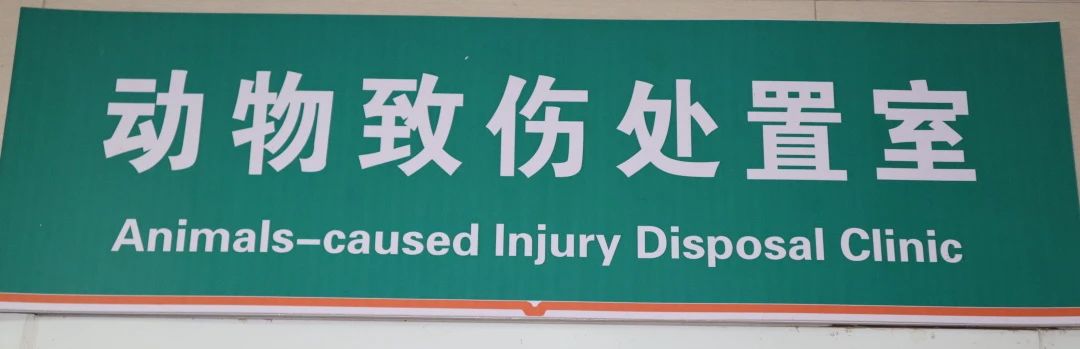 动物致伤处置室
Animals-caused Injury Disposal Clinic